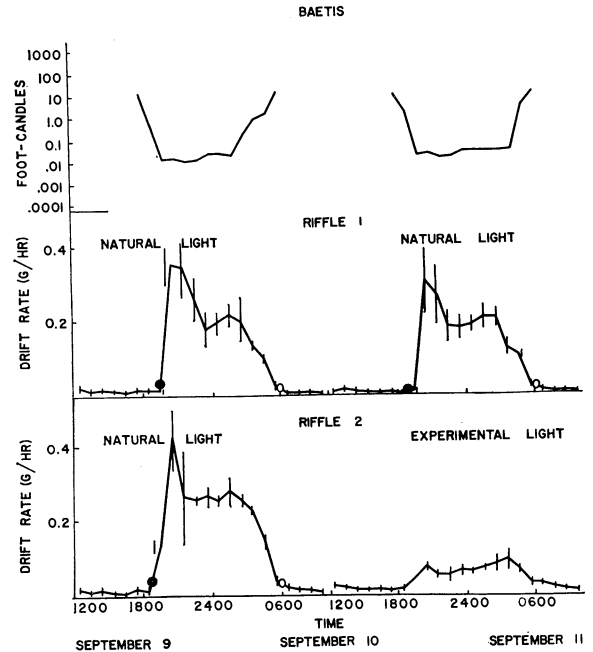 BAETIS
FOOT-CANDLES
1000
100
10
1.0
0.1
.01
.001
.0001
RIFFLE 1
NATURAL LIGHT
NATURAL LIGHT
DRIFT RATE (G/HR)
0.4
0.2
RIFFLE 2
NATURAL LIGHT
EXPERIMENTAL LIGHT
DRIFT RATE (G/HR)
0.4
0.2
1200 1800 2400 0600 1200 1800 2400 0600
TIME
SEPTEMBER 9 SEPTEMBER 10 SEPTEMBER 11